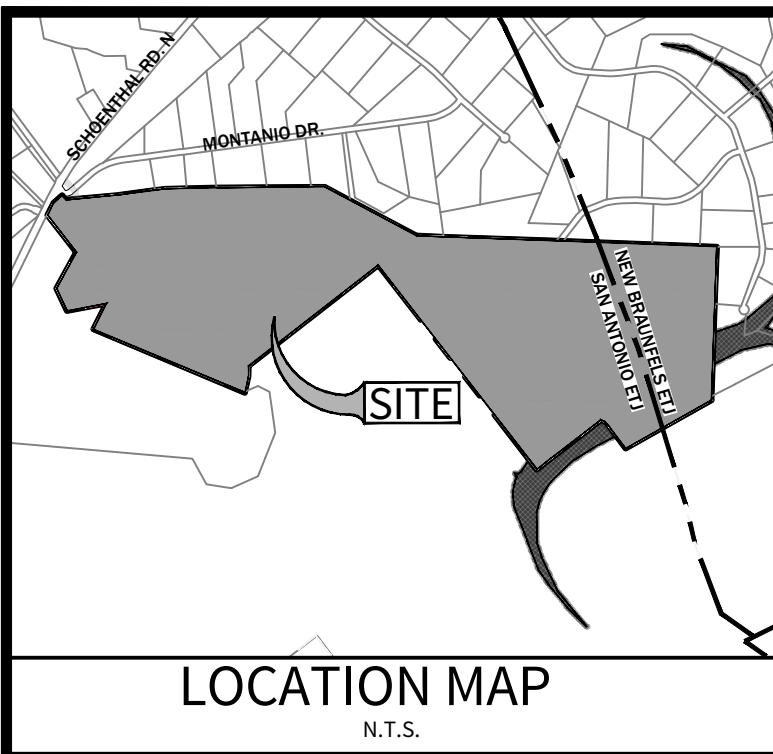 SCHOENTHAL RD. N
MONTANIO DR.
NEW BRAUNFELS ETJ
SAN ANTONIO ETJ
SITE
LOCATION MAP
N.T.S.